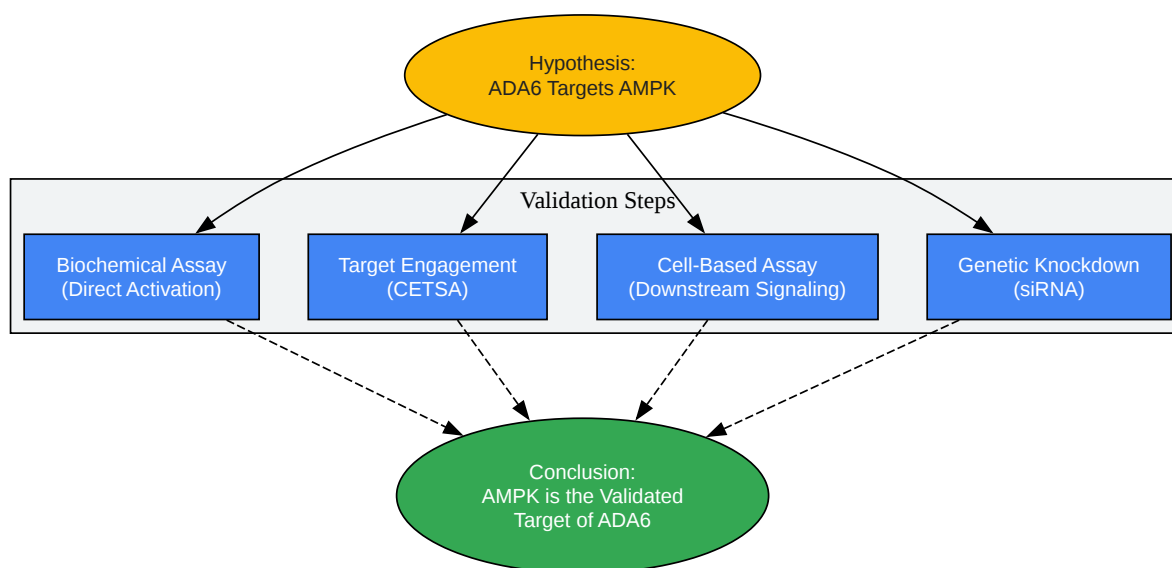 Hypothesis:
ADA6 Targets AMPK
Validation Steps
Biochemical Assay
(Direct Activation)
Target Engagement
(CETSA)
Cell-Based Assay
(Downstream Signaling)
Genetic Knockdown
(siRNA)
Conclusion:
AMPK is the Validated
Target of ADA6